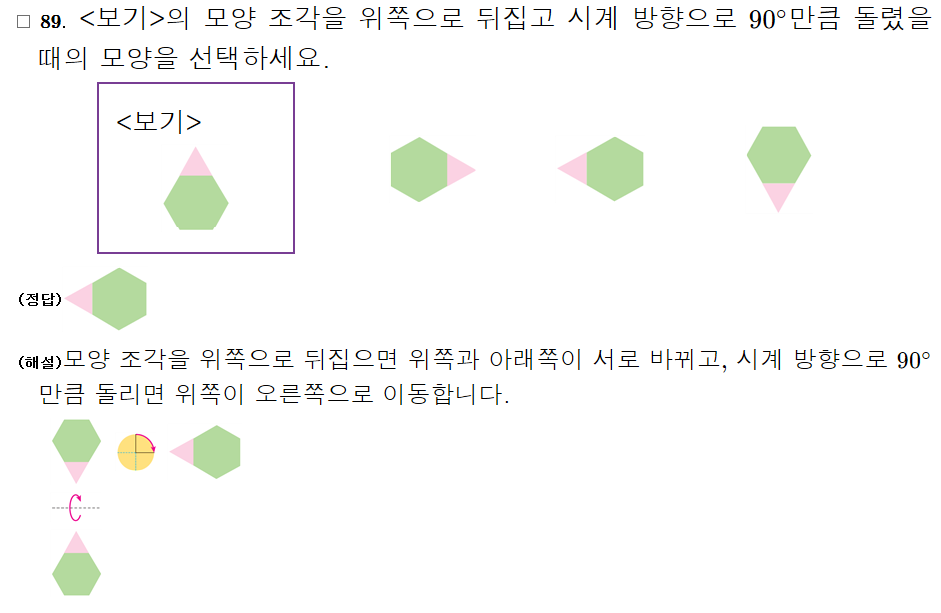 □ 89. <보기>의 모양 조각을 위쪽으로 뒤집고 시계 방향으로 90°만큼 돌렸을
때의 모양을 선택하세요.
<보기>
(정답)
(해설)모양 조각을 위쪽으로 뒤집으면 위쪽과 아래쪽이 서로 바뀌고, 시계 방향으로 90°
만큼 돌리면 위쪽이 오른쪽으로 이동합니다.